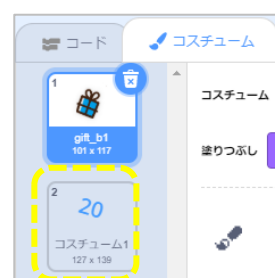 コード
コスチューム
1
gift_b1
101 x 117
コスチューム
塗りつぶし
2
20
コスチューム1
127 x 139